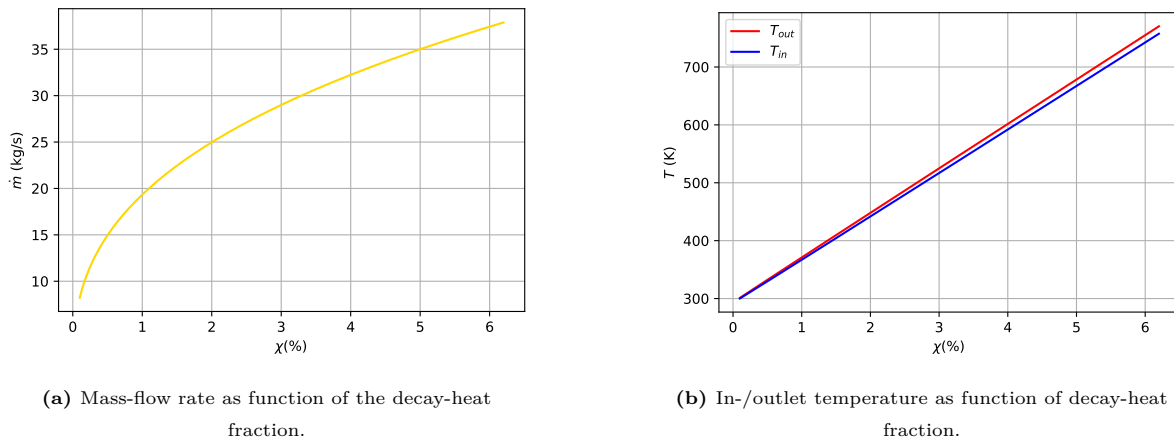 35
30
25
20
15
10
ṁ (kg/s)
0 1 2 3 4 5 6
χ(%)
T_out
T_in
700
600
500
400
300
T (K)
0 1 2 3 4 5 6
χ(%)
(a) Mass-flow rate as function of the decay-heat
fraction.
(b) In-/outlet temperature as function of decay-heat
fraction.